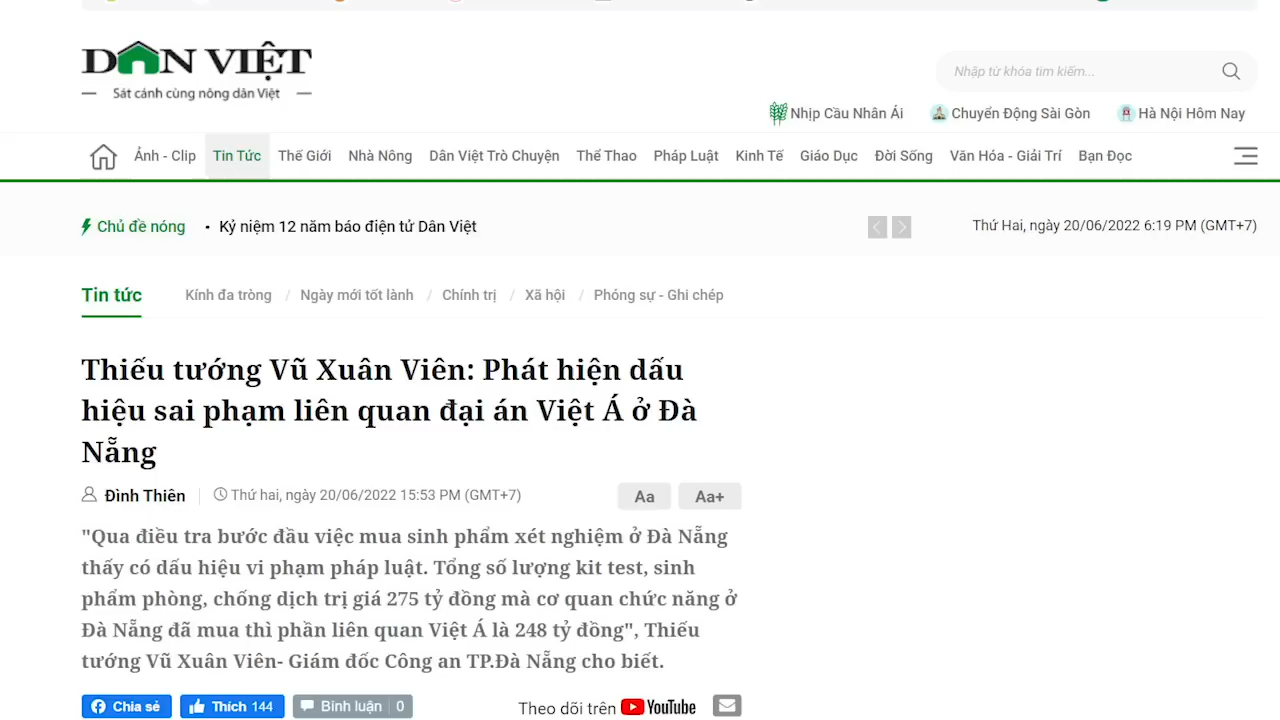 DÂN VIỆT
Sát cánh cùng nông dân Việt
Nhập từ khóa tìm kiếm...
Nhịp Cầu Nhân Ái
Chuyển Động Sài Gòn
Hà Nội Hôm Nay
Ảnh - Clip
Tin Tức
Thế Giới
Nhà Nông
Dân Việt Trò Chuyện
Thể Thao
Pháp Luật
Kinh Tế
Giáo Dục
Đời Sống
Văn Hóa - Giải Trí
Bạn Đọc
Chủ đề nóng
• Kỷ niệm 12 năm báo điện tử Dân Việt
Thứ Hai, ngày 20/06/2022 6:19 PM (GMT+7)
Tin tức
Kính đa tròng / Ngày mới tốt lành / Chính trị / Xã hội / Phóng sự - Ghi chép
Thiếu tướng Vũ Xuân Viên: Phát hiện dấu
hiệu sai phạm liên quan đại án Việt Á ở Đà
Nẵng
Đình Thiên
Thứ hai, ngày 20/06/2022 15:53 PM (GMT+7)
Aa
Aa+
"Qua điều tra bước đầu việc mua sinh phẩm xét nghiệm ở Đà Nẵng
thấy có dấu hiệu vi phạm pháp luật. Tổng số lượng kit test, sinh
phẩm phòng, chống dịch trị giá 275 tỷ đồng mà cơ quan chức năng ở
Đà Nẵng đã mua thì phần liên quan Việt Á là 248 tỷ đồng", Thiếu
tướng Vũ Xuân Viên- Giám đốc Công an TP.Đà Nẵng cho biết.
Chia sẻ
Thích 144
Bình luận 0
Theo dõi trên YouTube